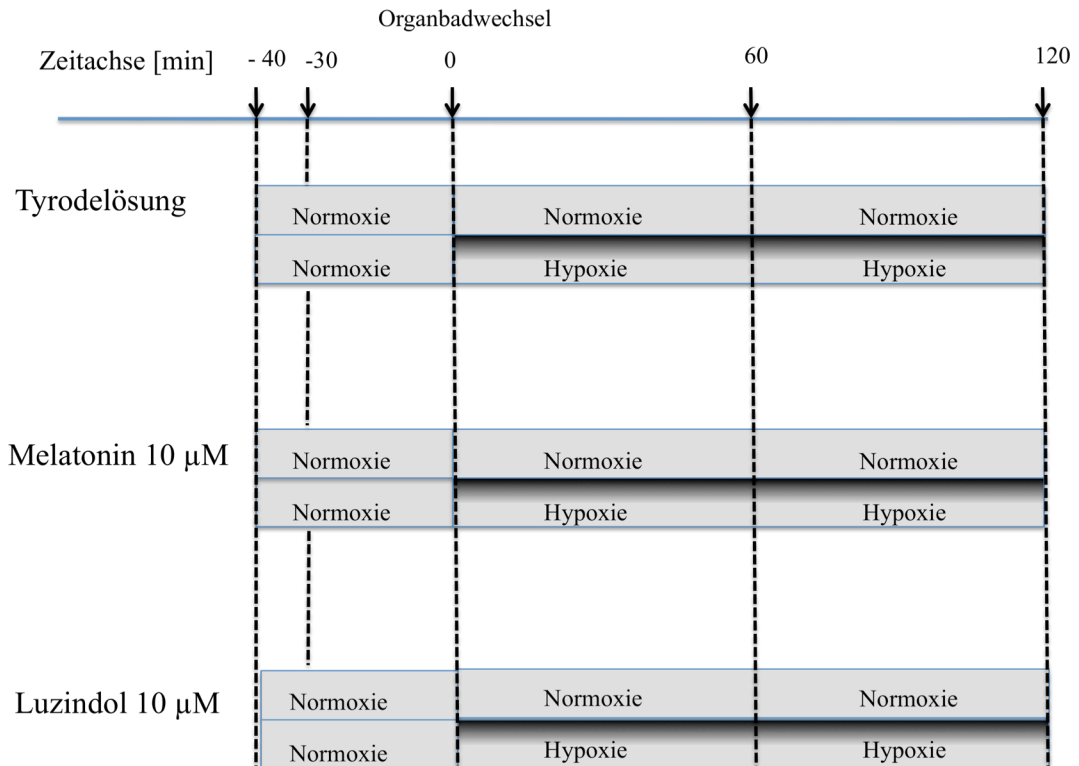 Organbadwechsel
Zeitachse [min] - 40 -30 0 60 120
Tyrodelösung
Normoxie Normoxie Normoxie
Normoxie Hypoxie Hypoxie
Melatonin 10 µM
Normoxie Normoxie Normoxie
Normoxie Hypoxie Hypoxie
Luzindol 10 µM
Normoxie Normoxie Normoxie
Normoxie Hypoxie Hypoxie